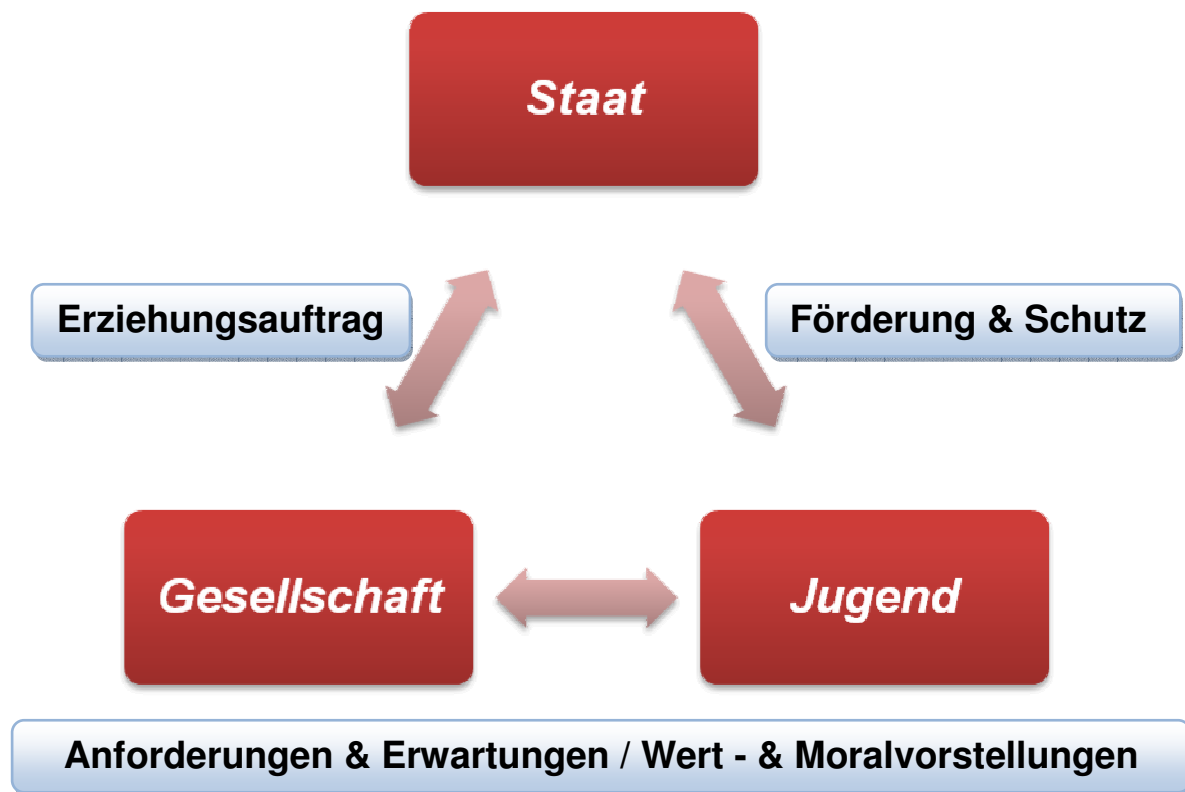 Staat
Erziehungsauftrag
Förderung & Schutz
Gesellschaft
Jugend
Anforderungen & Erwartungen / Wert - & Moralvorstellungen